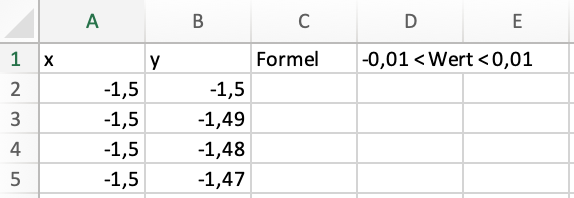 A B C D E
1 x y Formel -0,01 < Wert < 0,01
2 -1,5 -1,5
3 -1,5 -1,49
4 -1,5 -1,48
5 -1,5 -1,47